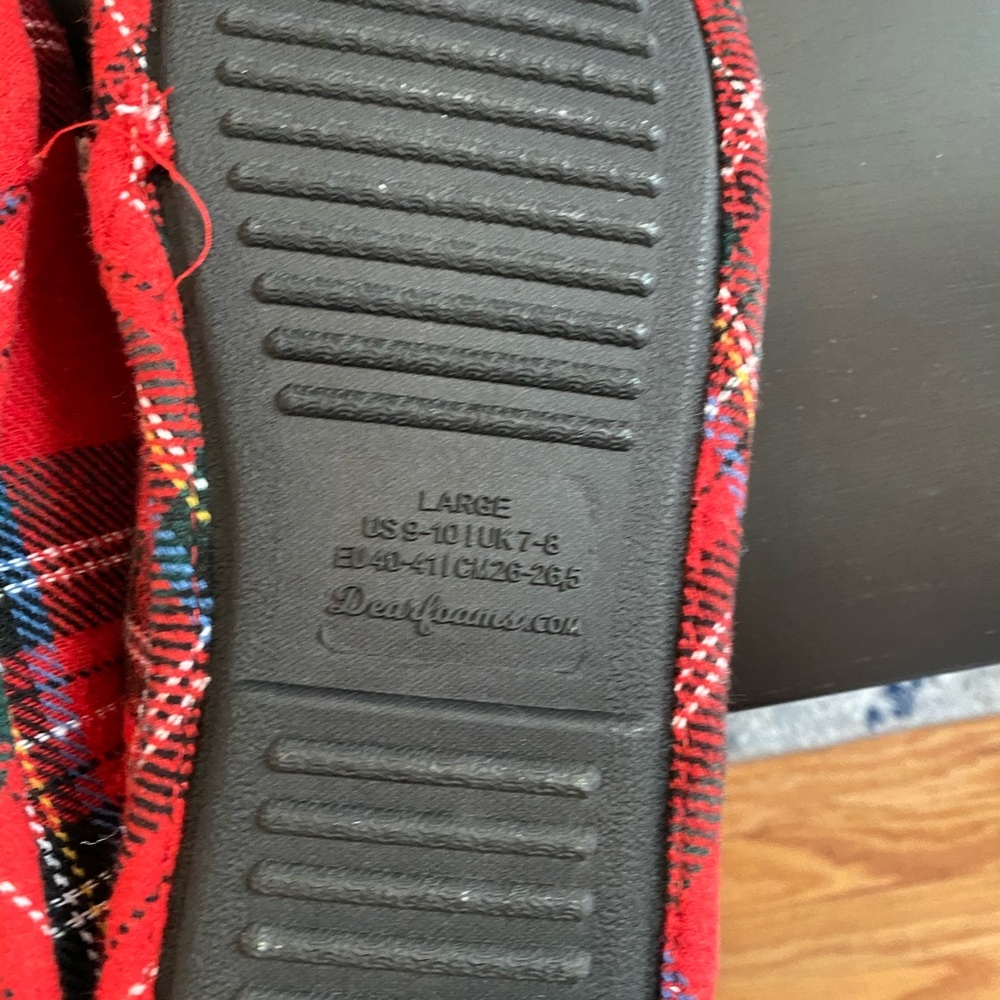 LARGE
US 9-10 | UK 7-8
EU 40-41 | CM 26-26,5
Dearfoams.COM